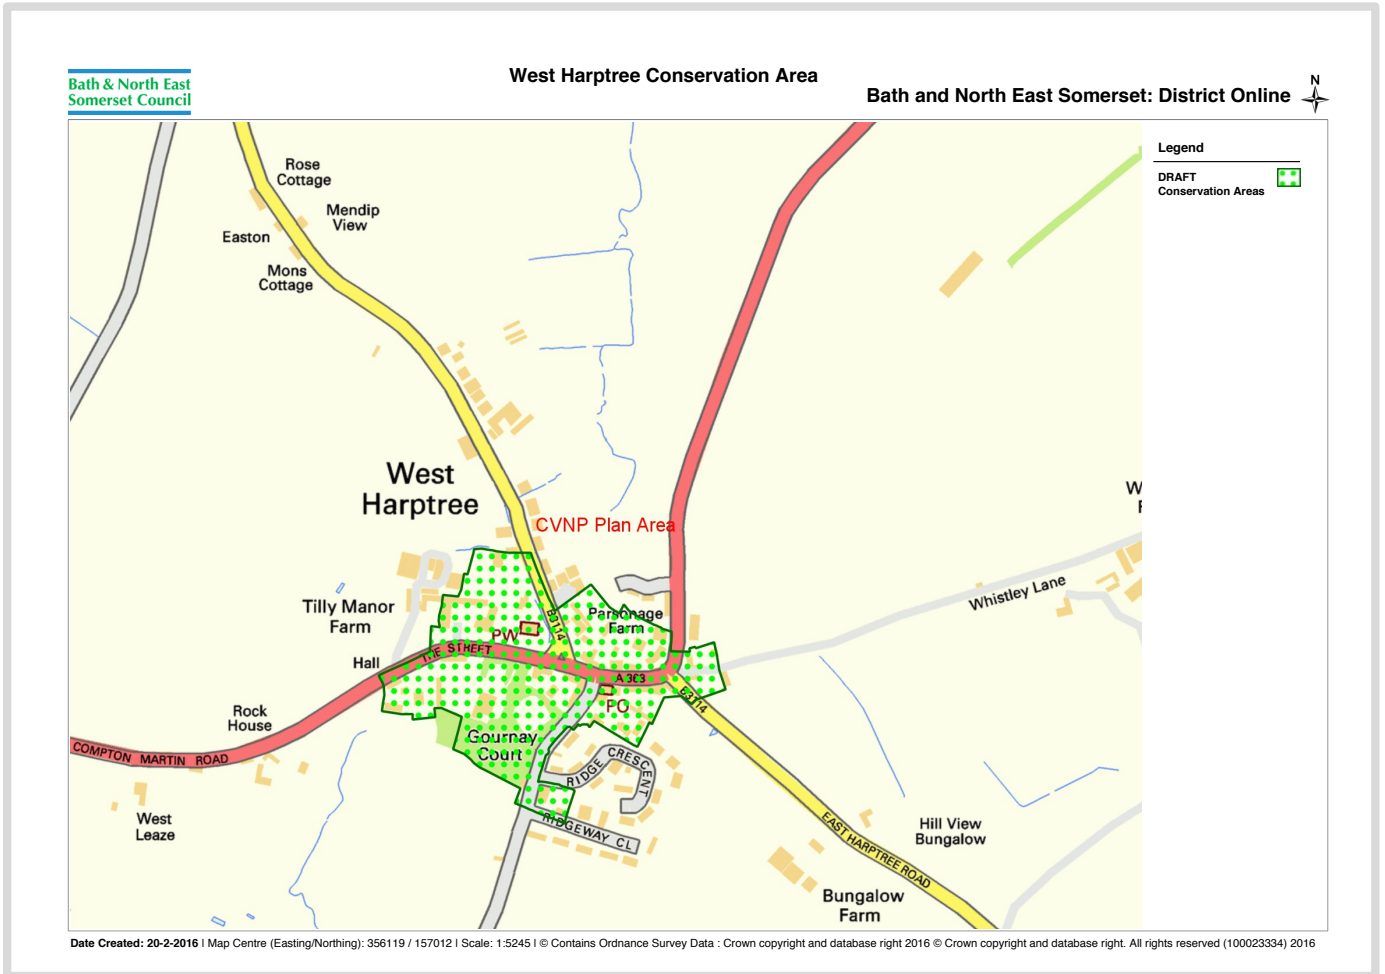 West Harptree Conservation Area
Bath & North East
Somerset Council
Bath and North East Somerset: District Online
N
Legend
DRAFT
Conservation Areas
Rose
Cottage
Mendip
View
Easton
Mons
Cottage
West
Harptree
CVNP Plan Area
Tilly Manor
Farm
Hall
Rock
House
COMPTON MARTIN ROAD
West
Leaze
THE STREET
PW
B3114
Parsonage
Farm
A 368
PO
B3114
Gournay
Court
RIDGE CRESCENT
RIDGEWAY CL
Whistley Lane
W
EAST HARPTREE ROAD
Hill View
Bungalow
Bungalow
Farm
Date Created: 20-2-2016 | Map Centre (Easting/Northing): 356119 / 157012 | Scale: 1:5245 | © Contains Ordnance Survey Data : Crown copyright and database right 2016 © Crown copyright and database right. All rights reserved (100023334) 2016